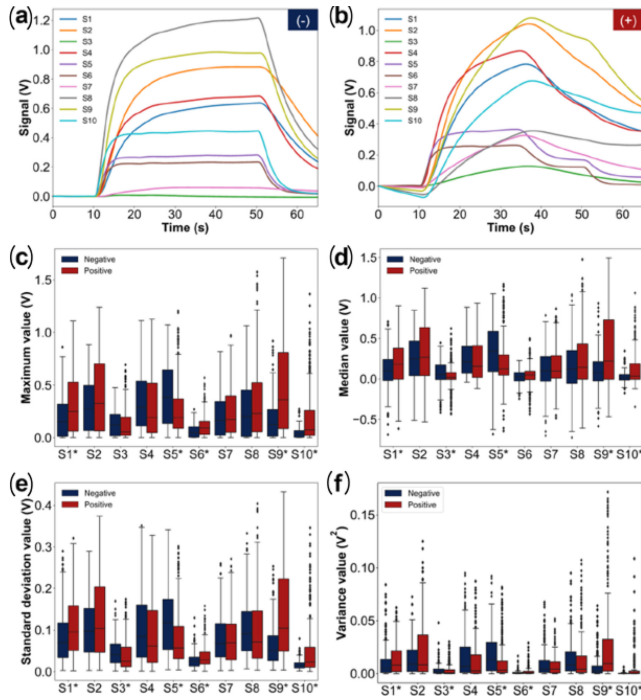 (a)
(-)
1.2
1.0
0.8
0.6
0.4
0.2
0.0
Signal (V)
S1
S2
S3
S4
S5
S6
S7
S8
S9
S10
0 10 20 30 40 50 60
Time (s)
(b)
(+)
1.0
0.8
0.6
0.4
0.2
0.0
Signal (V)
S1
S2
S3
S4
S5
S6
S7
S8
S9
S10
0 10 20 30 40 50 60
Time (s)
(c)
Negative
Positive
1.5
1.0
0.5
0.0
Maximum value (V)
S1* S2 S3* S4 S5* S6* S7 S8 S9* S10*
(d)
Negative
Positive
1.5
1.0
0.5
0.0
−0.5
Median value (V)
S1* S2 S3* S4 S5* S6 S7 S8 S9* S10*
(e)
Negative
Positive
0.4
0.3
0.2
0.1
0.0
Standard deviation value (V)
S1* S2 S3* S4 S5* S6* S7 S8 S9* S10*
(f)
Negative
Positive
0.15
0.10
0.05
0.00
Variance value (V²)
S1* S2 S3* S4 S5* S6* S7 S8 S9* S10*